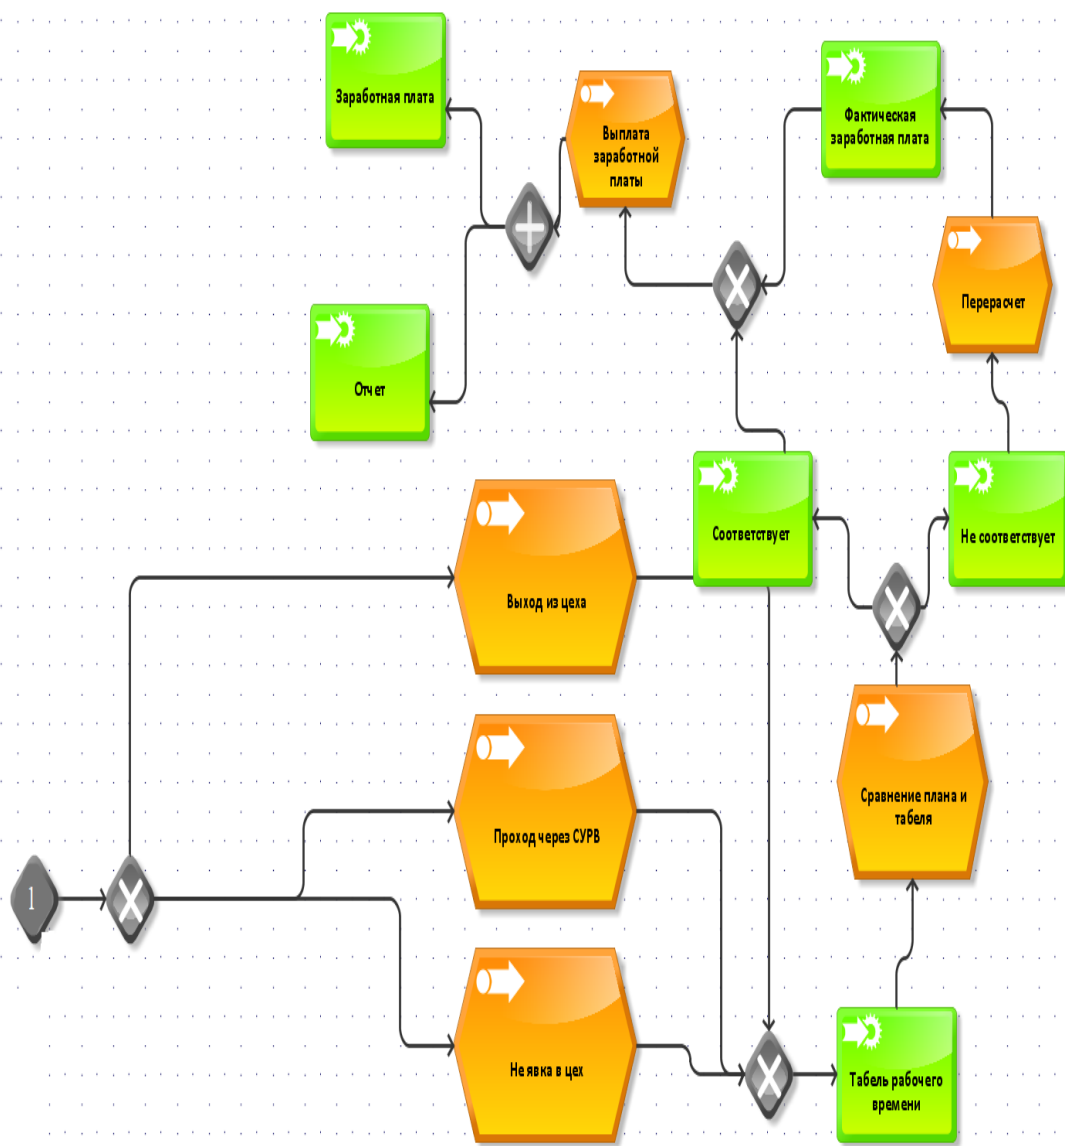 Заработная плата
Выплата
заработной
платы
Фактическая
заработная плата
Перерасчет
Отчет
Соответствует
Не соответствует
Выход из цеха
Сравнение плана и
табеля
Проход через СУРВ
1
Не явка в цех
Табель рабочего
времени